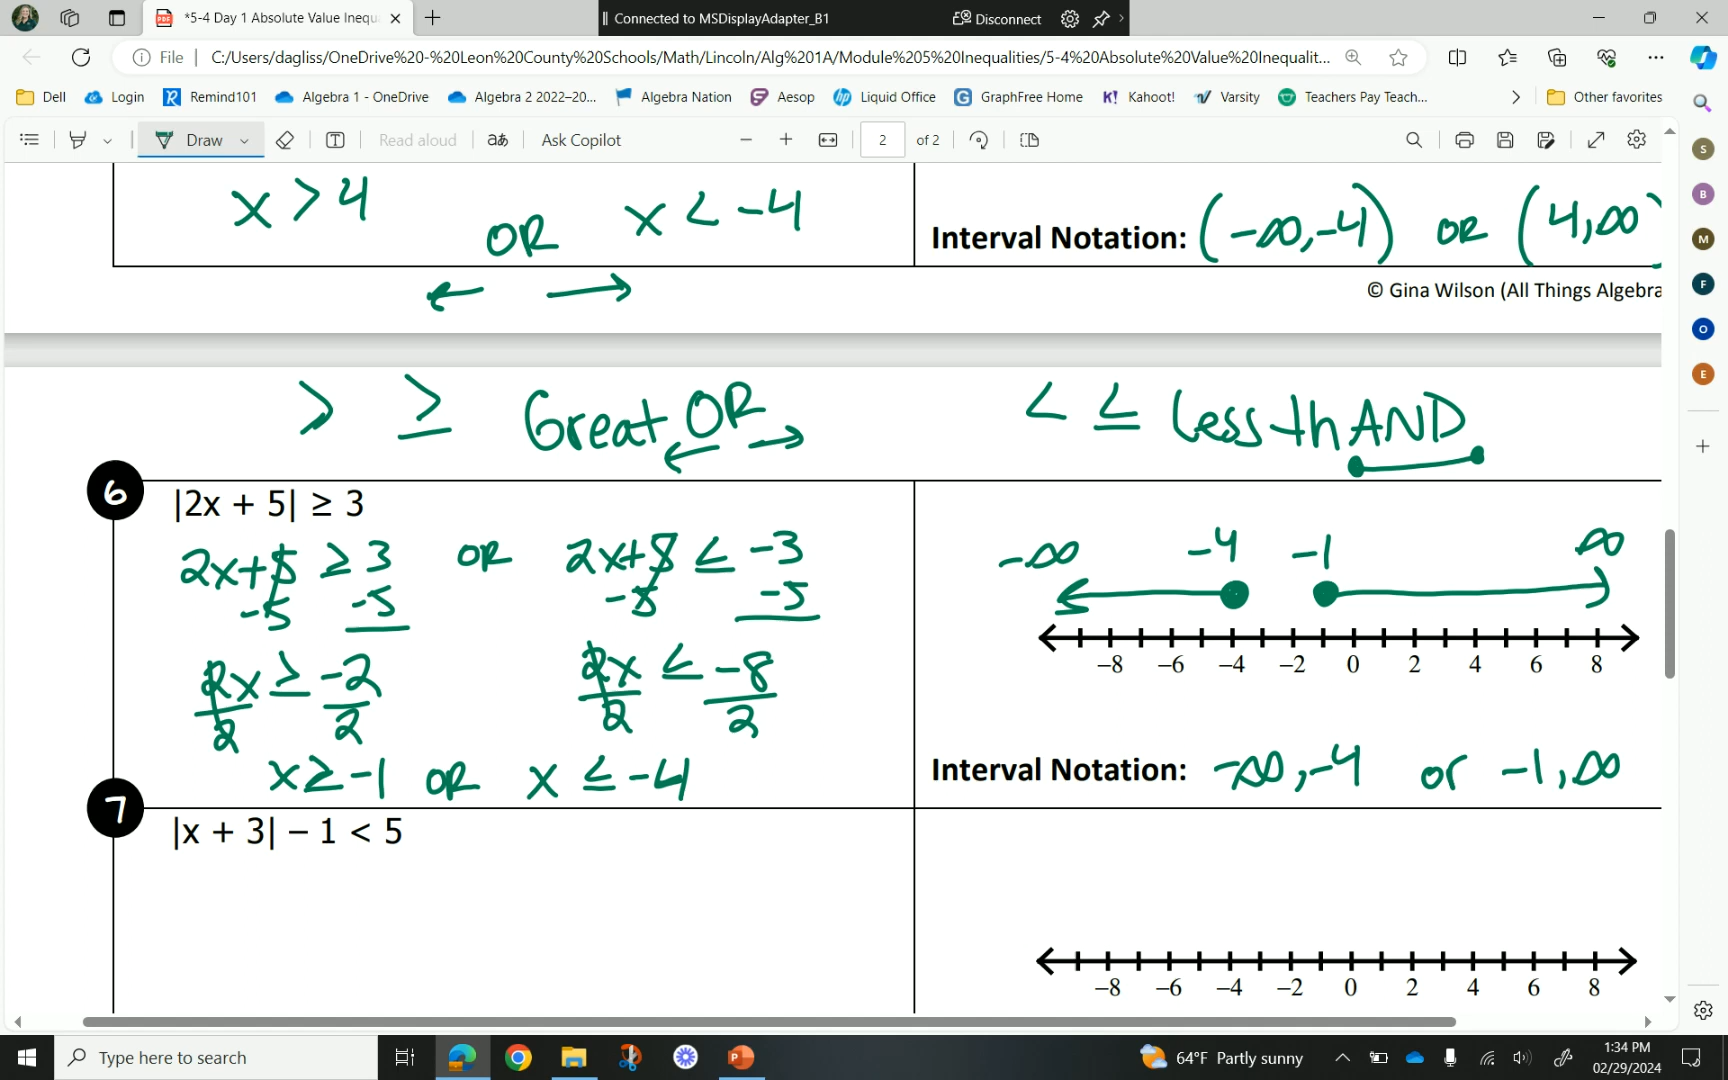 *5-4 Day 1 Absolute Value Inequ
Connected to MSDisplayAdapter_B1
Disconnect
File
C:/Users/dagliss/OneDrive%20-%20Leon%20County%20Schools/Math/Lincoln/Alg%201A/Module%205%20Inequalities/5-4%20Absolute%20Value%20Inequalit...
Dell Login Remind101 Algebra 1 - OneDrive Algebra 2 2022–20... Algebra Nation Aesop Liquid Office GraphFree Home Kahoot! Varsity Teachers Pay Teach... Other favorites
Draw
Read aloud
aあ
Ask Copilot
2 of 2
x > 4 OR x < -4
Interval Notation: (-∞,-4) or (4,∞)
© Gina Wilson (All Things Algebra
> ≥ Great OR
< ≤ Less thAND
6
|2x + 5| ≥ 3
2x+5 ≥ 3 OR 2x+5 ≤ -3
-5 -5 -5 -5
2x ≥ -2 2x ≤ -8
2 2 2 2
x ≥ -1 OR x ≤ -4
-∞ -4 -1 ∞
−8 −6 −4 −2 0 2 4 6 8
Interval Notation: -∞,-4 or -1,∞
7
|x + 3| − 1 < 5
−8 −6 −4 −2 0 2 4 6 8
S
B
M
F
O
E
Type here to search
64°F Partly sunny
1:34 PM
02/29/2024